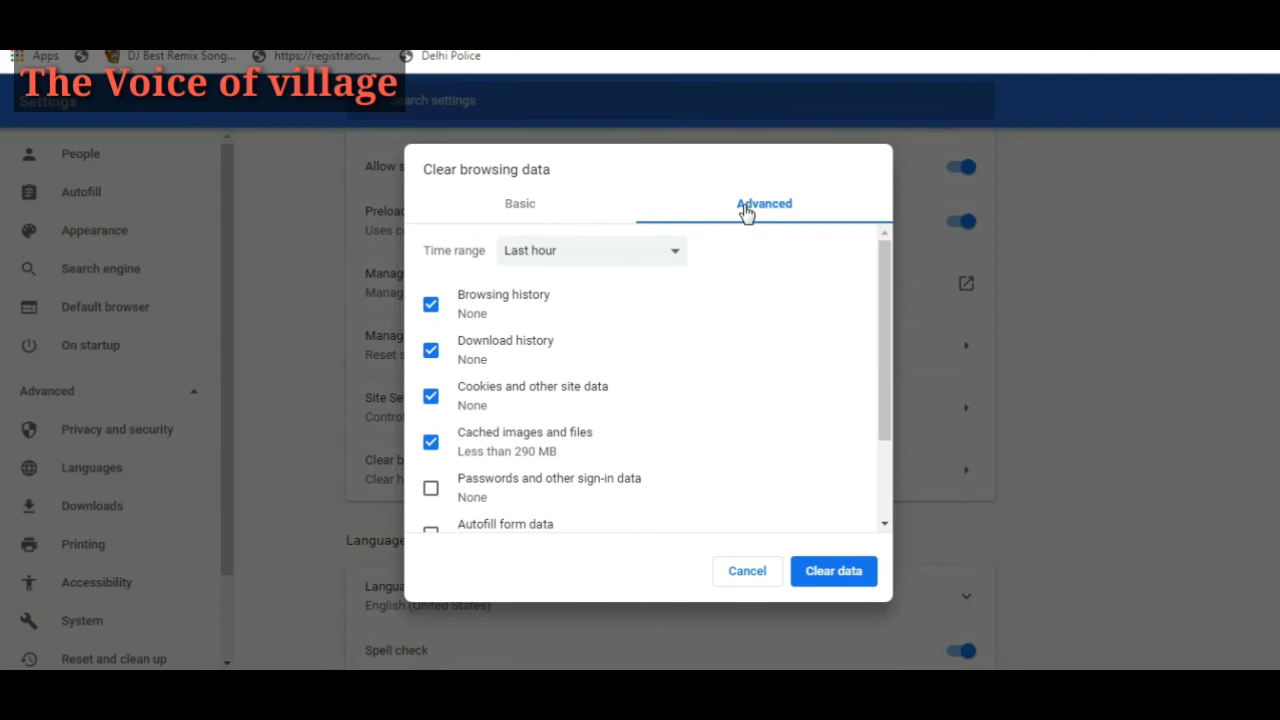 Apps
DJ Best Remix Song...
https://registration....
Delhi Police
The Voice of village
Settings
Search settings
People
Autofill
Appearance
Search engine
Default browser
On startup
Advanced
Privacy and security
Languages
Downloads
Printing
Accessibility
System
Reset and clean up
Allow s
Preload
Uses c
Manag
Manag
Manag
Reset s
Site Se
Control
Clear b
Clear h
Language
Langua
English (United States)
Spell check
Clear browsing data
Basic
Advanced
Time range
Last hour
Browsing history
None
Download history
None
Cookies and other site data
None
Cached images and files
Less than 290 MB
Passwords and other sign-in data
None
Autofill form data
Cancel
Clear data